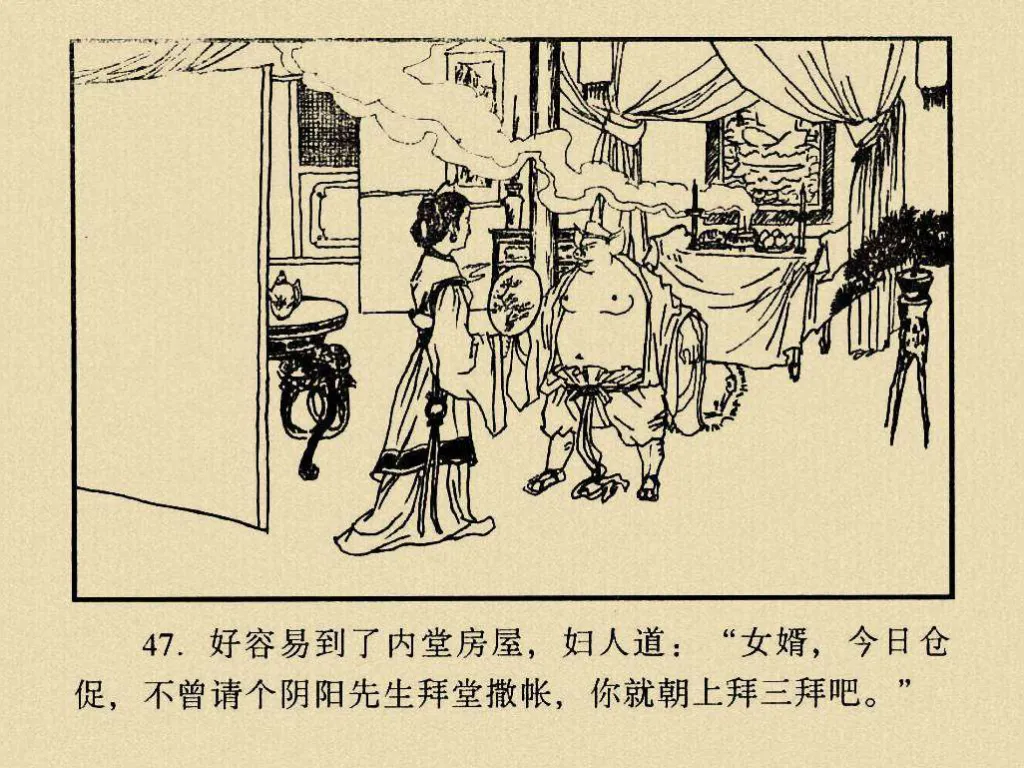 47. 好容易到了内堂房屋，妇人道：“女婿，今日仓
促，不曾请个阴阳先生拜堂撒帐，你就朝上拜三拜吧。”